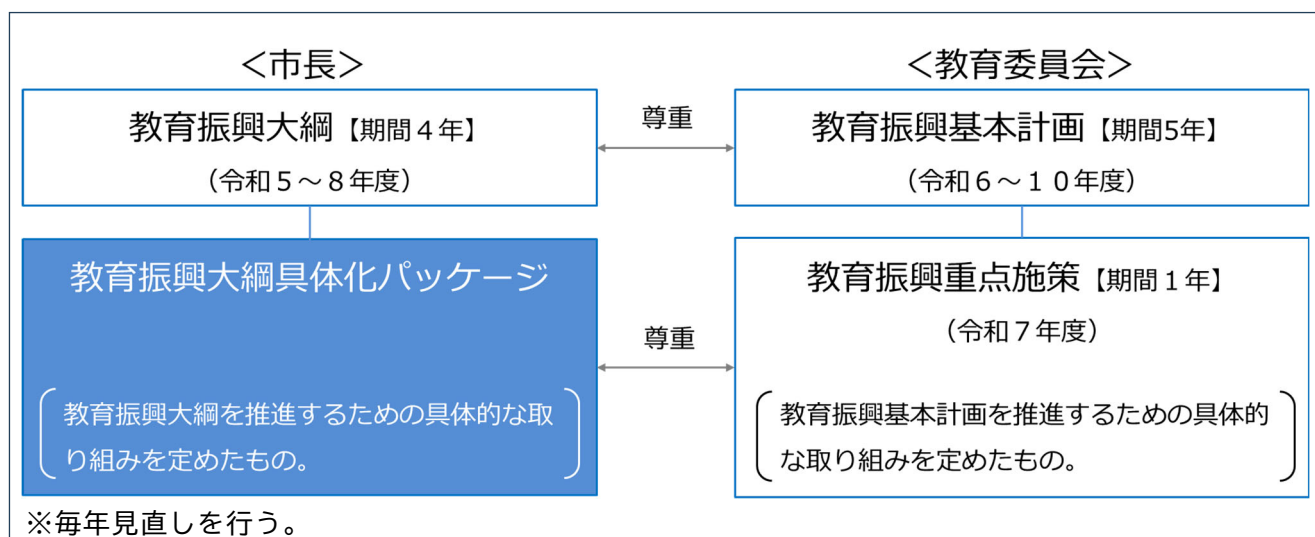 ＜市長＞
教育振興大綱【期間４年】
（令和５～８年度）
尊重
＜教育委員会＞
教育振興基本計画【期間5年】
（令和６～１０年度）
教育振興大綱具体化パッケージ
教育振興大綱を推進するための具体的な取
り組みを定めたもの。
尊重
教育振興重点施策【期間１年】
（令和７年度）
教育振興基本計画を推進するための具体的
な取り組みを定めたもの。
※毎年見直しを行う。